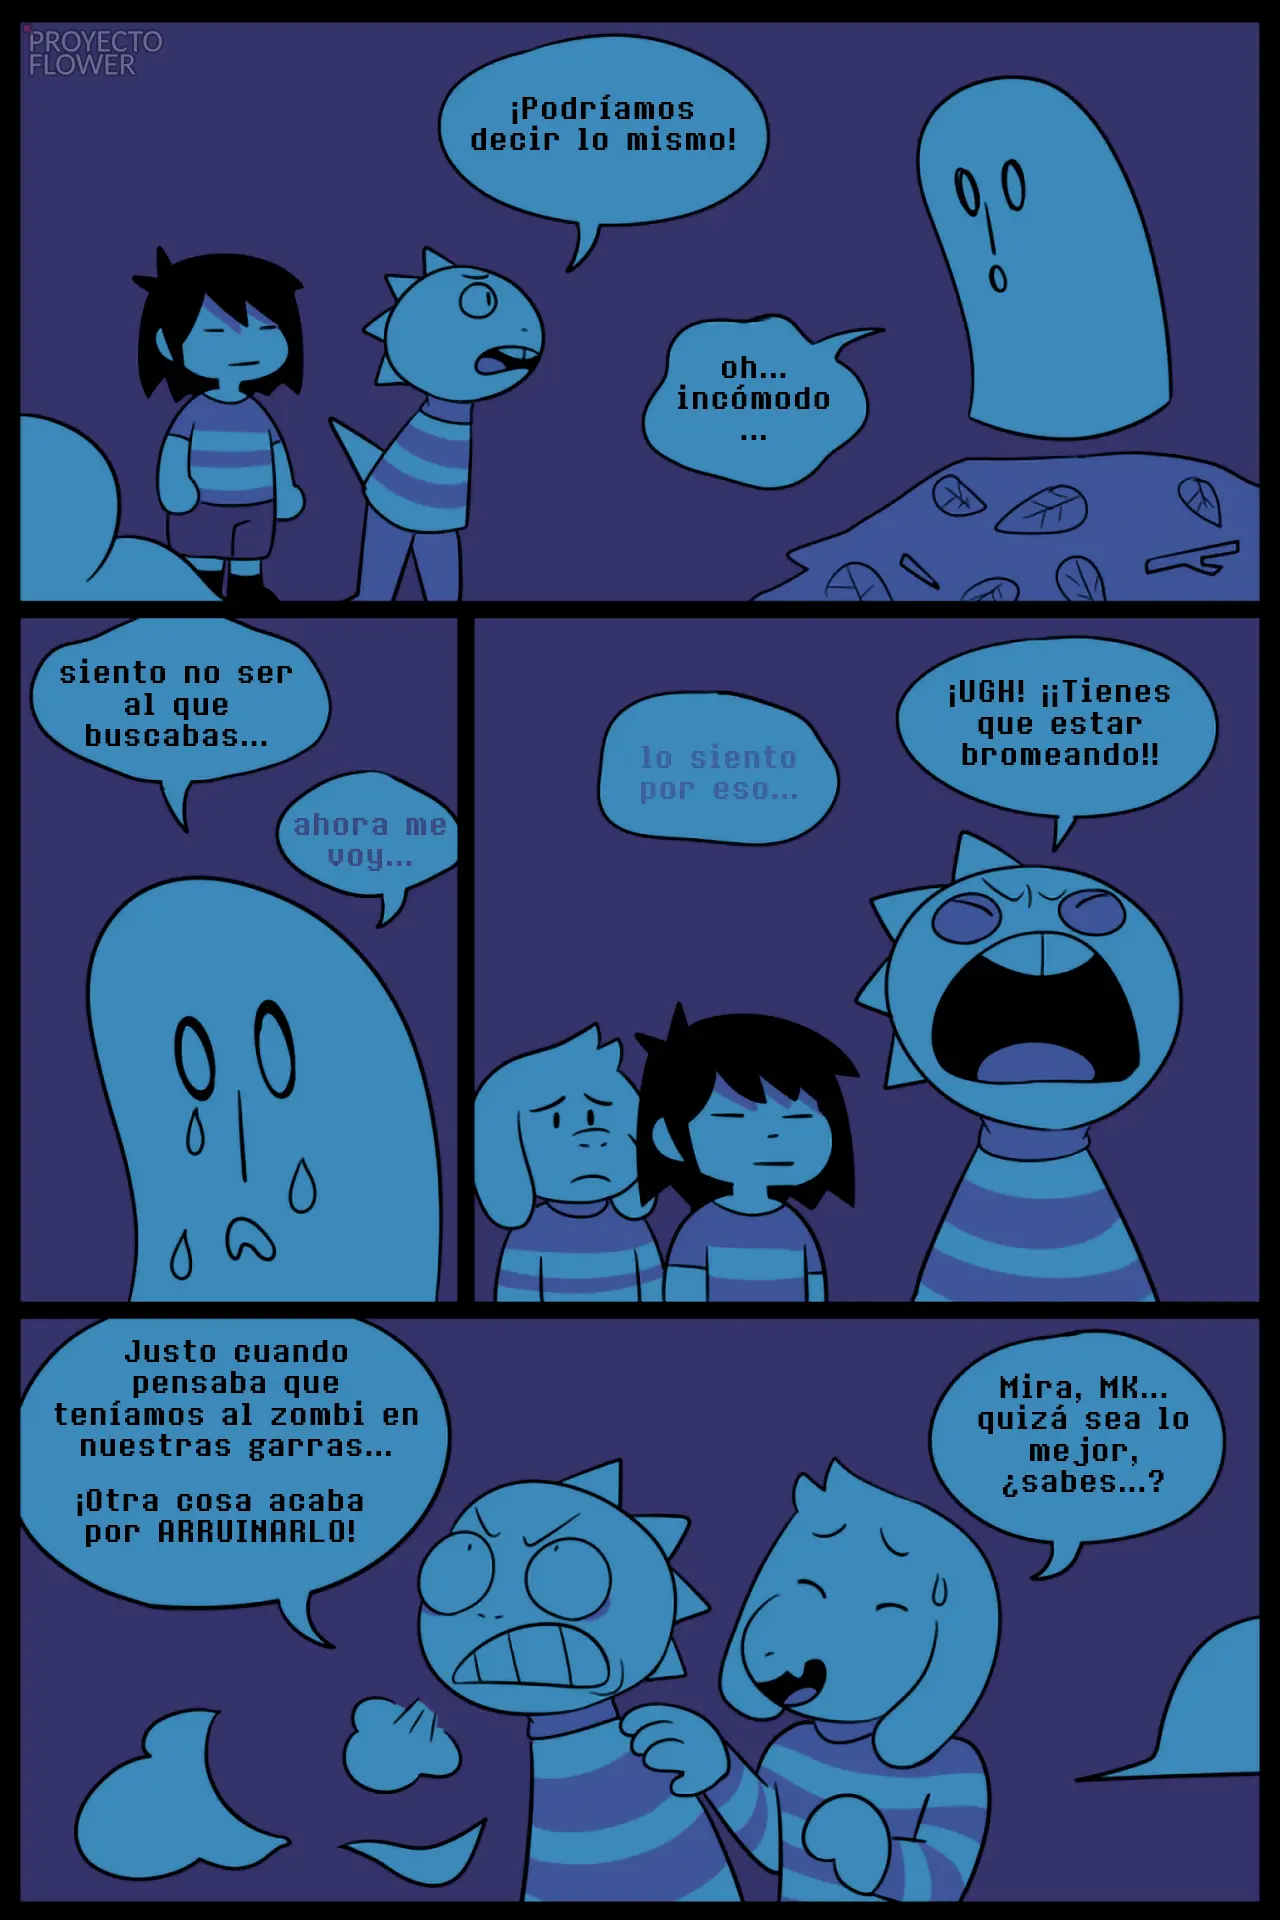 PROYECTO
FLOWER
¡Podríamos
decir lo mismo!
oh...
incómodo
...
siento no ser
al que
buscabas...
ahora me
voy...
lo siento
por eso...
¡UGH! ¡¡Tienes
que estar
bromeando!!
Justo cuando
pensaba que
teníamos al zombi en
nuestras garras...
¡Otra cosa acaba
por ARRUINARLO!
Mira, MK...
quizá sea lo
mejor,
¿sabes...?